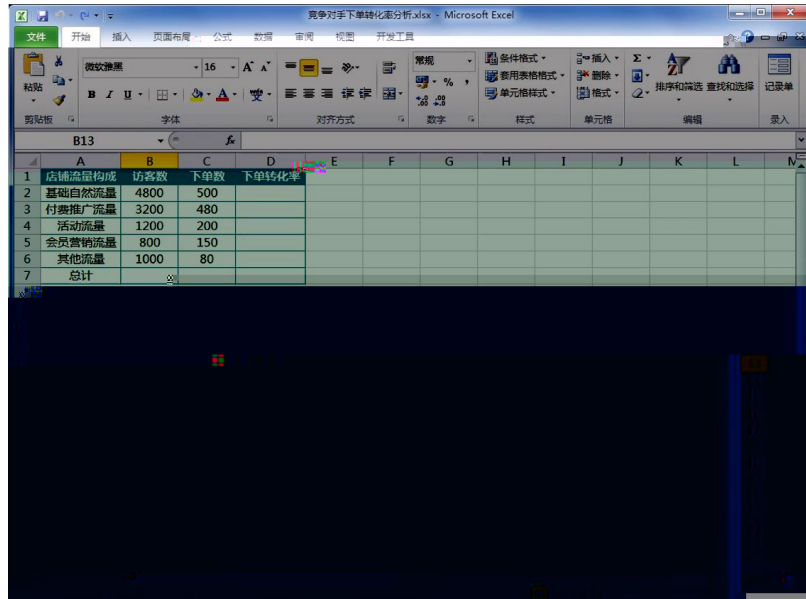 竞争对手下单转化率分析.xlsx - Microsoft Excel
文件 开始 插入 页面布局 公式 数据 审阅 视图 开发工具
微软雅黑 16 常规 条件格式 插入
粘贴 套用表格格式 删除 排序和筛选 查找和选择 记录单
B I U A 单元格样式 格式
剪贴板 字体 对齐方式 数字 样式 单元格 编辑 录入
B13 fx
A B C D E F G H I J K L
1 店铺流量构成 访客数 下单数 下单转化率
2 基础自然流量 4800 500
3 付费推广流量 3200 480
4 活动流量 1200 200
5 会员营销流量 800 150
6 其他流量 1000 80
7 总计